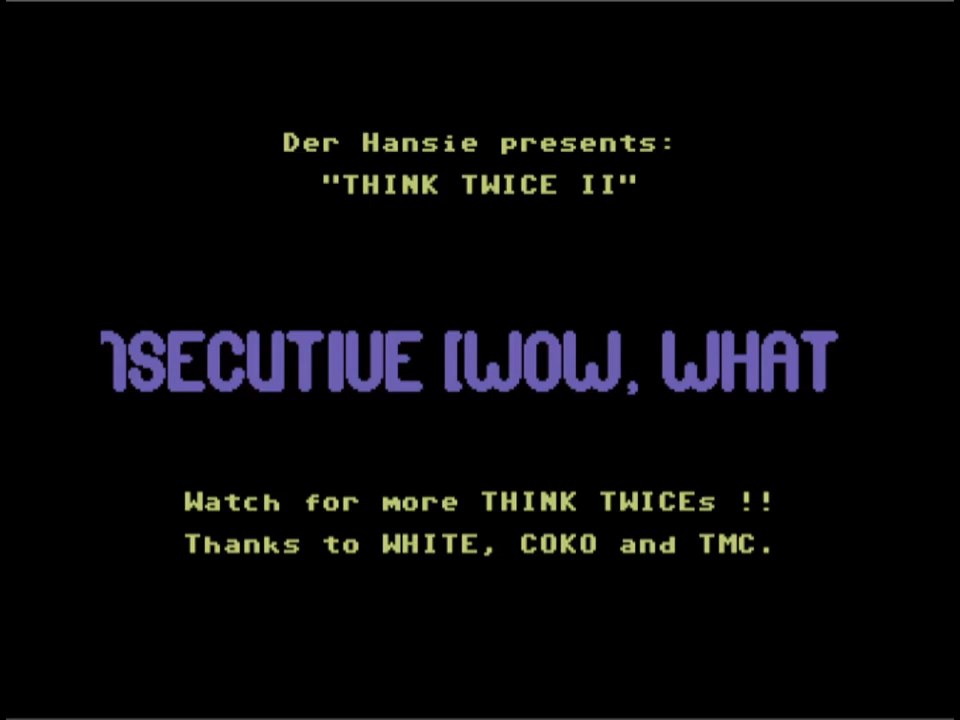 Der Hansie presents:
"THINK TWICE II"
SECUTIVE (WOW, WHAT
Watch for more THINK TWICEs !!
Thanks to WHITE, COKO and TMC.